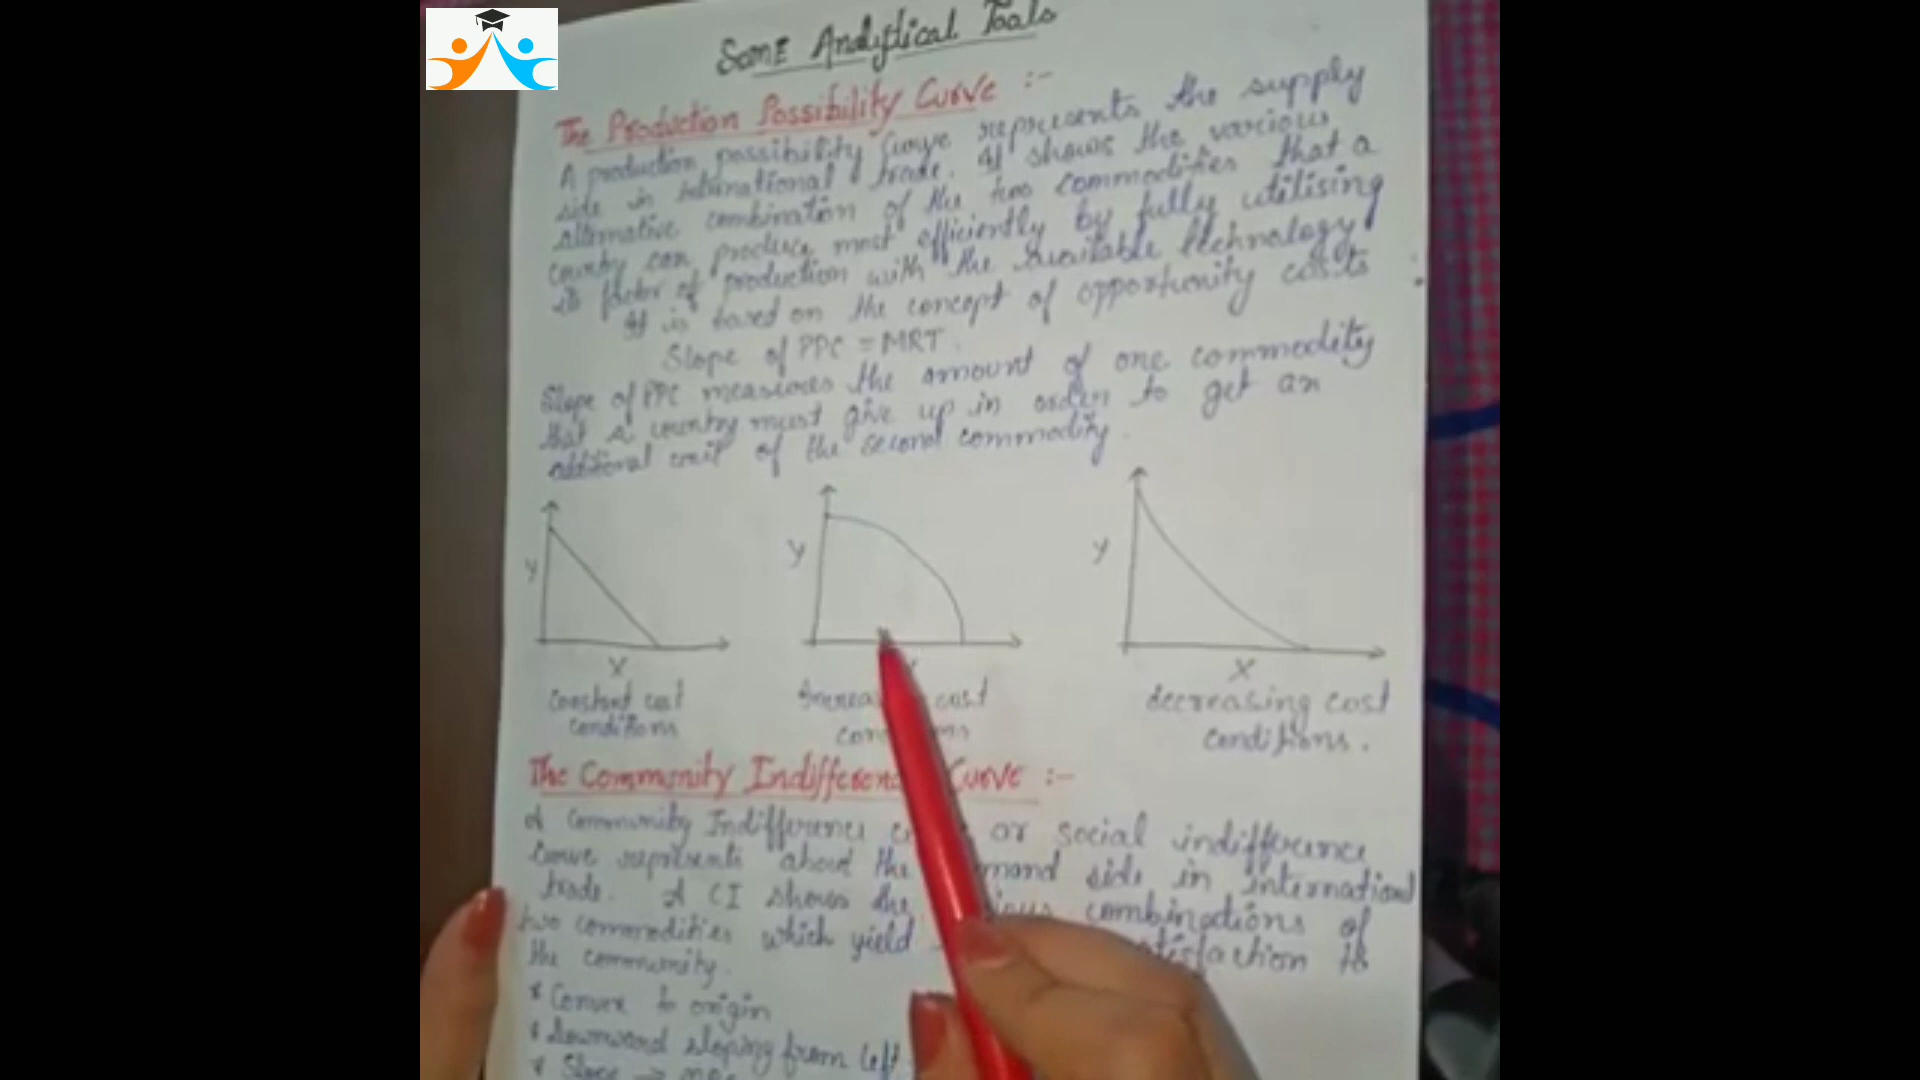 Some Analytical Tools
The Production Possibility Curve :-
A production possibility curve represents the supply
side in international trade. It shows the various
alternative combination of the two commodities that a
country can produce most efficiently by fully utilising
its factor of production with the available technology
It is based on the concept of opportunity costs
Slope of PPC = MRT.
Slope of PPC measures the amount of one commodity
that a country must give up in order to get an
additional unit of the second commodity.
Y
X
constant cost
conditions
Y
cost
Y
X
decreasing cost
conditions.
The Community Curve :-
A Community Indifference or social indifference
curve represents about the side in international
trade. A CI shows the combinations of
two commodities which yield to
the community.
* Convex to origin
* Downward sloping from left
* Slope →